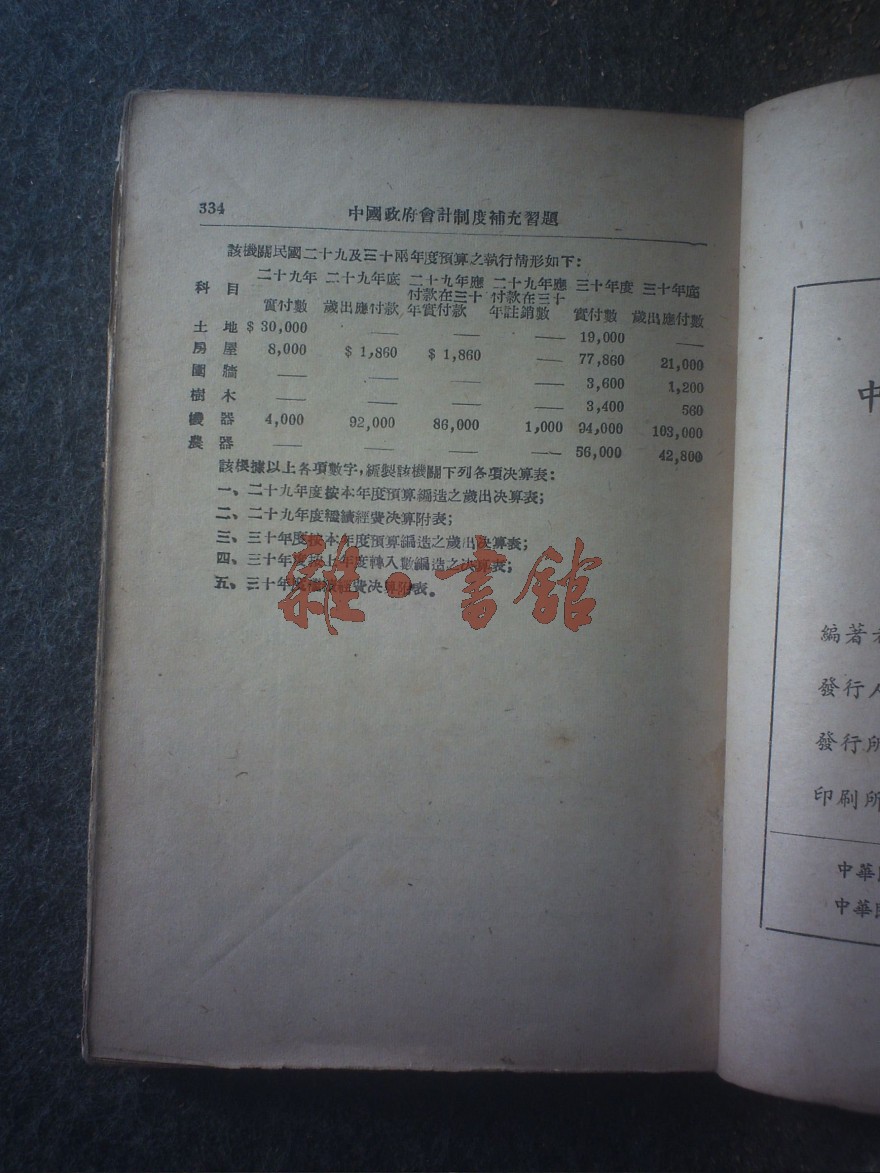 334 中國政府會計制度補充習題
該機關民國二十九及三十兩年度預算之執行情形如下：
科 目 二十九年實付數 二十九年底歲出應付款 二十九年應付款在三十年實付款 二十九年應付款在三十年註銷數 三十年度實付數 三十年底歲出應付數
土 地 $ 30,000 —— —— —— 19,000 ——
房 屋 8,000 $ 1,860 $ 1,860 —— 77,860 21,000
圍 牆 —— —— —— —— 3,600 1,200
樹 木 —— —— —— —— 3,400 560
機 器 4,000 92,000 86,000 1,000 94,000 103,000
農 器 —— —— —— —— 56,000 42,800
該根據以上各項數字，編製該機關下列各項決算表：
一、二十九年度按本年度預算編造之歲出決算表；
二、二十九年度繼續經費決算附表；
三、三十年度按本年度預算編造之歲出決算表；
四、三十年度 上年度轉入數編造之決算表；
五、三十年度繼續經費決算附表。
雜·書館
中
編著者
發行人
發行所
印刷所
中華民
中華民